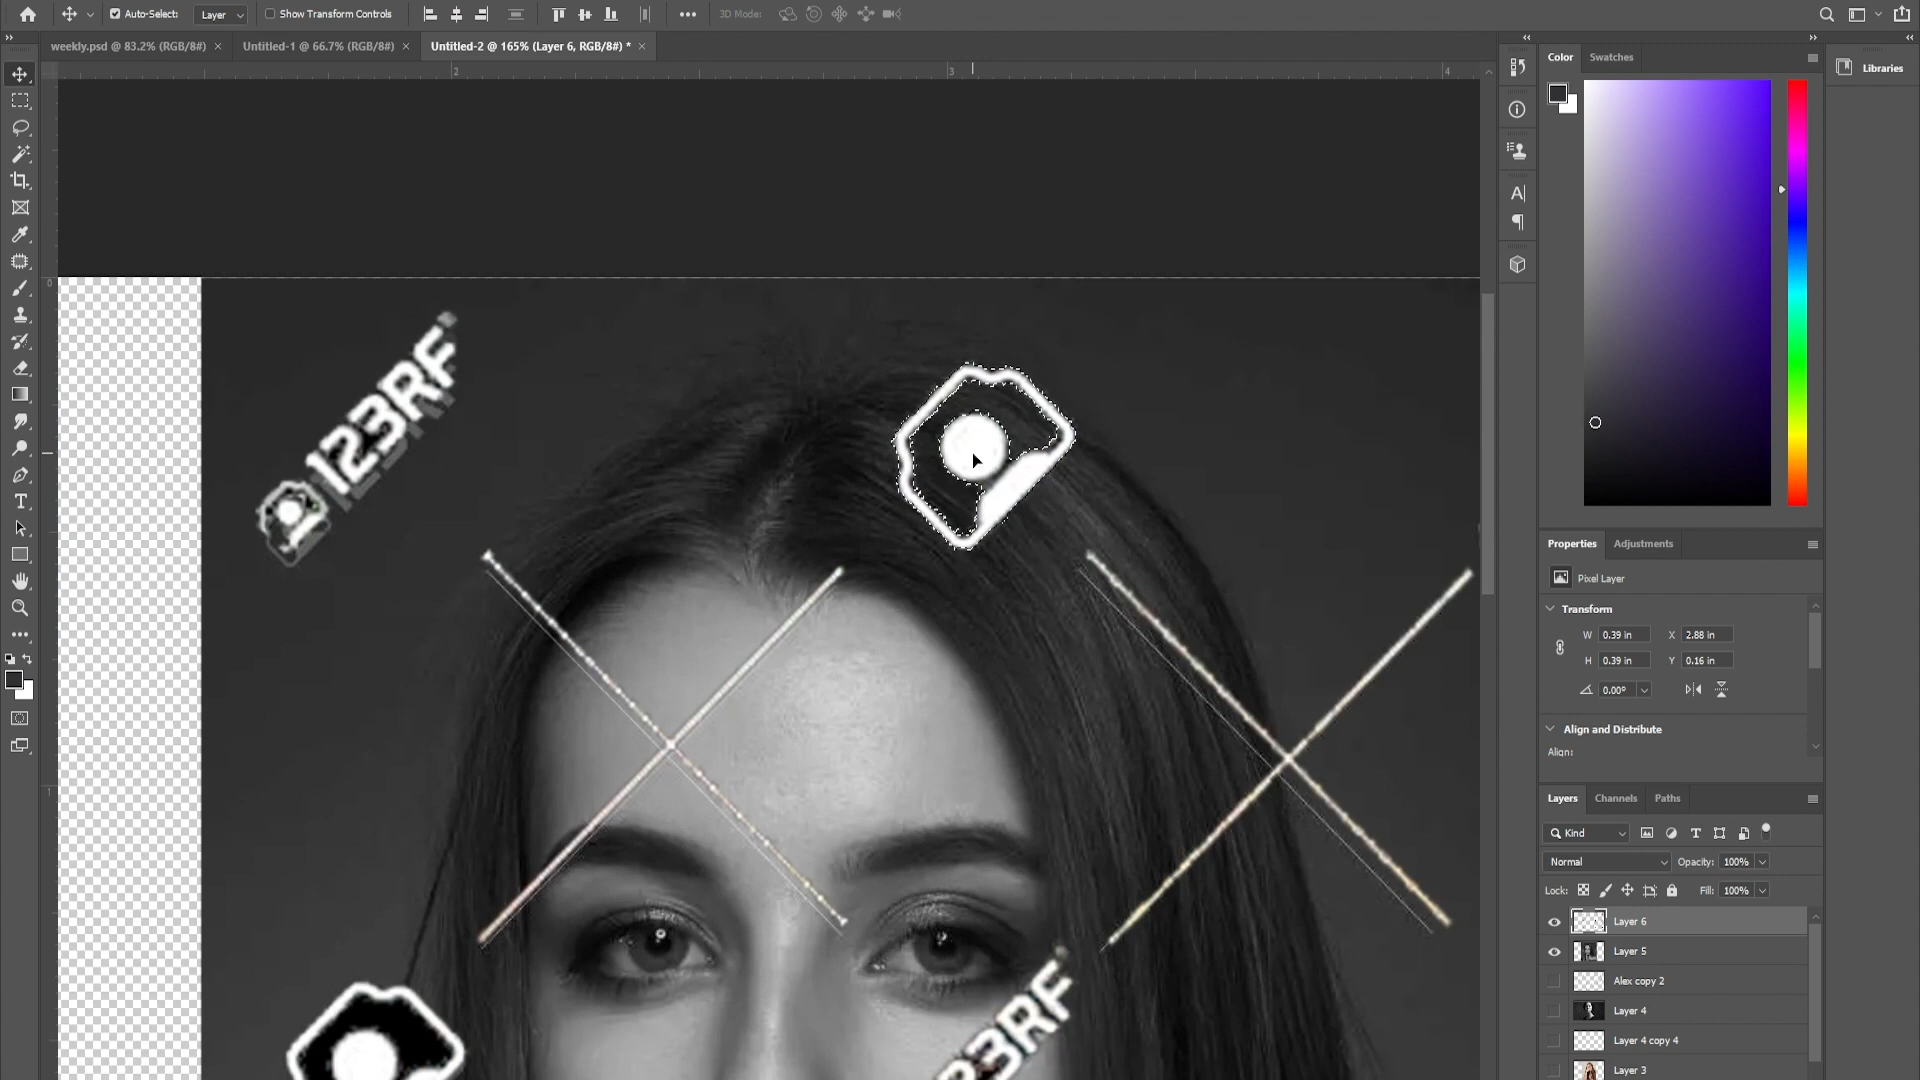 Auto-Select:
Layer
Show Transform Controls
3D Mode:
weekly.psd @ 83.2% (RGB/8#)
Untitled-1 @ 66.7% (RGB/8#)
Untitled-2 @ 165% (Layer 6, RGB/8#) *
2
3
4
0
1
123RF
23RF
Color
Swatches
Libraries
Properties
Adjustments
Pixel Layer
Transform
W 0.39 in X 2.88 in
H 0.39 in Y 0.16 in
0.00°
Align and Distribute
Align:
Layers
Channels
Paths
Kind
Normal
Opacity: 100%
Lock:
Fill: 100%
Layer 6
Layer 5
Alex copy 2
Layer 4
Layer 4 copy 4
Layer 3